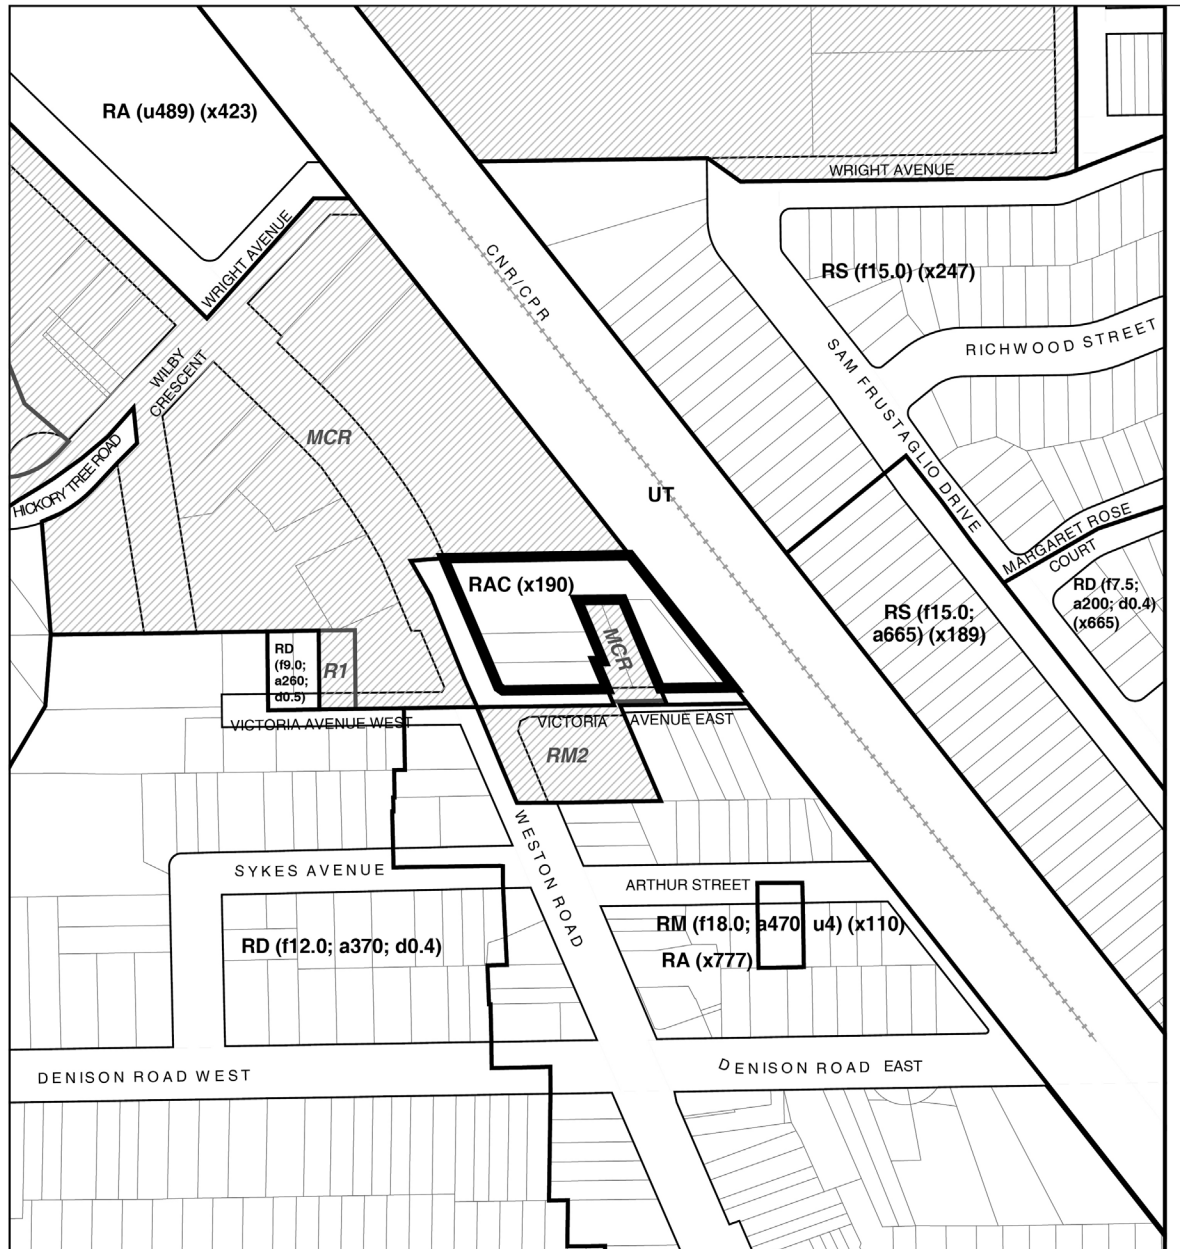 RA (u489) (x423)
WRIGHT AVENUE
WRIGHT AVENUE
CNR/CPR
RS (f15.0) (x247)
RICHWOOD STREET
SAM FRUSTAGLIO DRIVE
WILBY
CRESCENT
MCR
HICKORY TREE ROAD
UT
MARGARET ROSE
COURT
RAC (x190)
RD (f7.5;
a200; d0.4)
(x665)
RS (f15.0;
a665) (x189)
MCR
RD
(f9.0;
a260;
d0.5)
R1
VICTORIA AVENUE WEST
VICTORIA AVENUE EAST
RM2
WESTON ROAD
SYKES AVENUE
ARTHUR STREET
RM (f18.0; a470; u4) (x110)
RD (f12.0; a370; d0.4)
RA (x777)
DENISON ROAD WEST
DENISON ROAD EAST